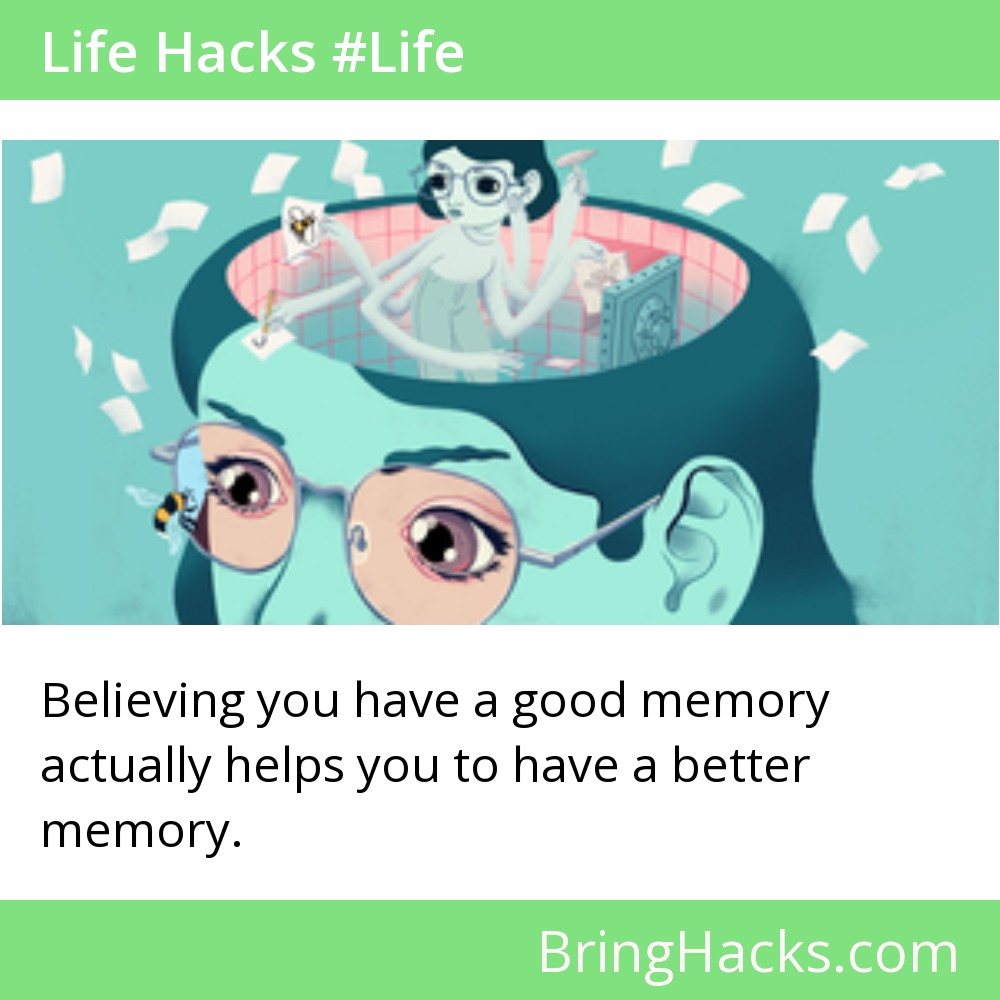 Life Hacks #Life
Believing you have a good memory
actually helps you to have a better
memory.
BringHacks.com